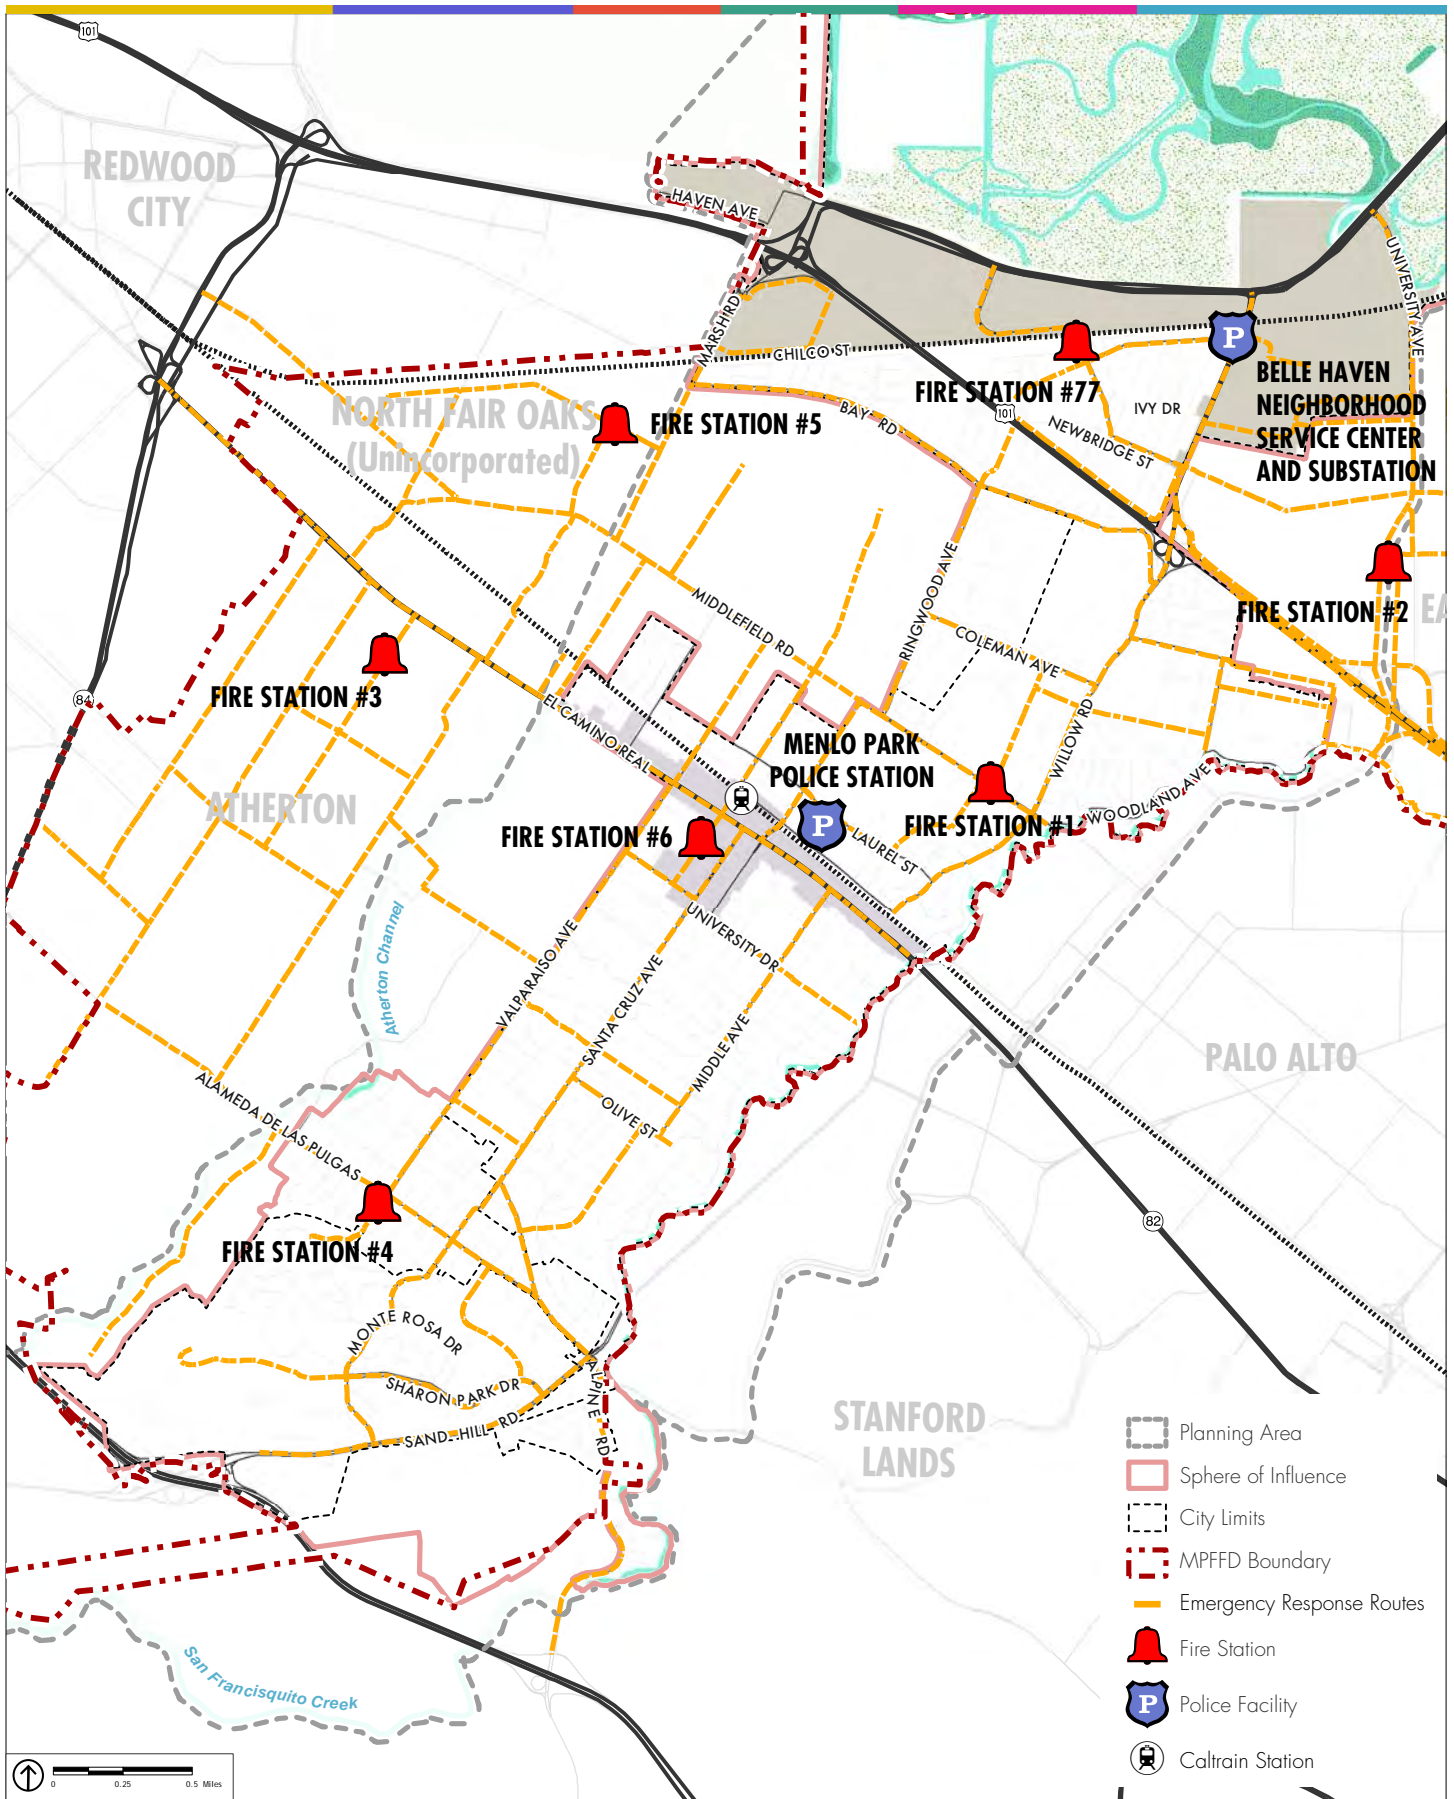 101
REDWOOD
CITY
HAVEN AVE
UNIVERSITY AVE
MARSH RD
CHILCO ST
P
BELLE HAVEN
NEIGHBORHOOD
SERVICE CENTER
AND SUBSTATION
FIRE STATION #77
101
IVY DR
NEWBRIDGE ST
BAY RD
NORTH FAIR OAKS
(Unincorporated)
FIRE STATION #5
FIRE STATION #2
EA
MIDDLEFIELD RD
RINGWOOD AVE
COLEMAN AVE
WILLOW RD
FIRE STATION #3
84
EL CAMINO REAL
MENLO PARK
POLICE STATION
P
ATHERTON
FIRE STATION #6
LAUREL ST
FIRE STATION #1
WOODLAND AVE
Atherton Channel
VALPARAISO AVE
SANTA CRUZ AVE
UNIVERSITY DR
MIDDLE AVE
OLIVE ST
PALO ALTO
ALAMEDA DE LAS PULGAS
FIRE STATION #4
82
MONTE ROSA DR
SHARON PARK DR
SAND HILL RD
ALPINE RD
STANFORD
LANDS
San Francisquito Creek
Planning Area
Sphere of Influence
City Limits
MPFFD Boundary
Emergency Response Routes
Fire Station
P
Police Facility
Caltrain Station
0
0.25
0.5 Miles